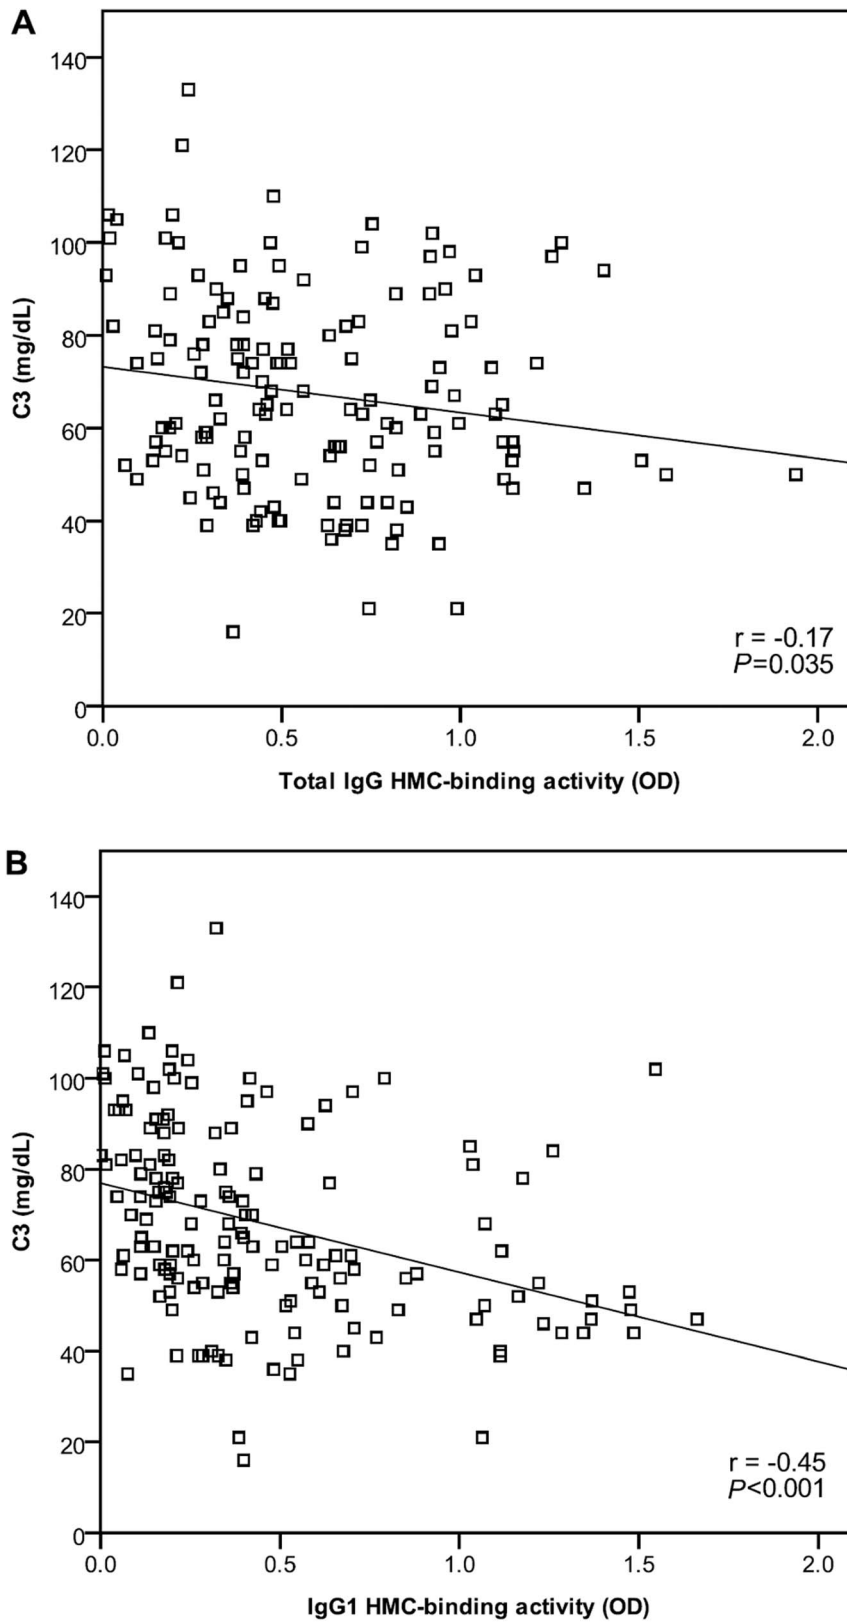 A
140
120
100
80
60
40
20
0
C3 (mg/dL)
r = -0.17
P=0.035
0.0 0.5 1.0 1.5 2.0
Total IgG HMC-binding activity (OD)
B
140
120
100
80
60
40
20
0
C3 (mg/dL)
r = -0.45
P<0.001
0.0 0.5 1.0 1.5 2.0
IgG1 HMC-binding activity (OD)